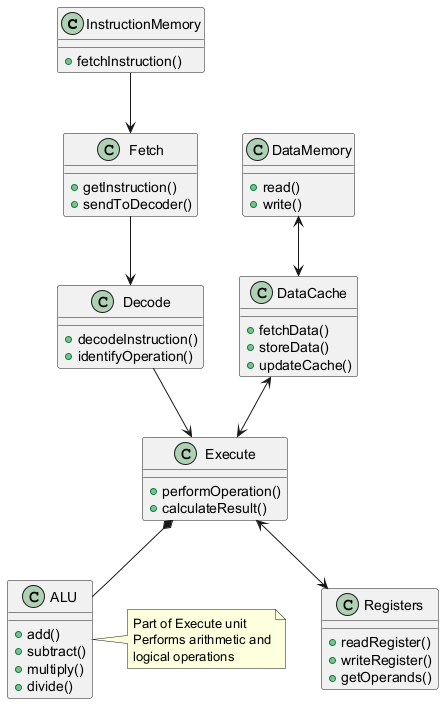 C InstructionMemory
fetchInstruction()
C Fetch
getInstruction()
sendToDecoder()
C DataMemory
read()
write()
C Decode
decodeInstruction()
identifyOperation()
C DataCache
fetchData()
storeData()
updateCache()
C Execute
performOperation()
calculateResult()
C ALU
add()
subtract()
multiply()
divide()
Part of Execute unit
Performs arithmetic and
logical operations
C Registers
readRegister()
writeRegister()
getOperands()